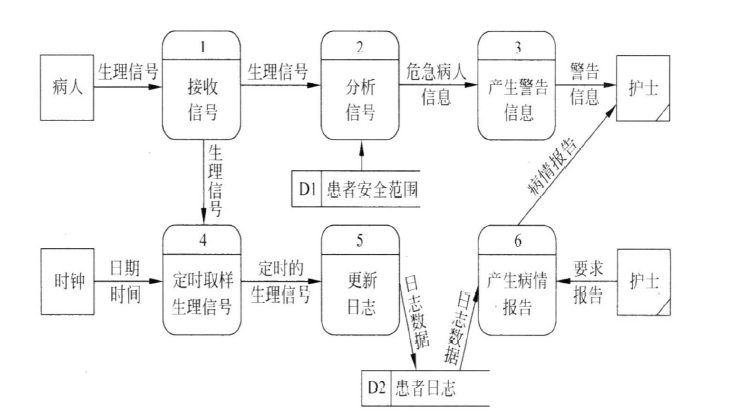 1
2
3
病人
生理信号
接收
信号
生理信号
分析
信号
危急病人
信息
产生警告
信息
警告
信息
护士
生理信号
病情报告
D1 患者安全范围
4
5
6
时钟
日期
时间
定时取样
生理信号
定时的
生理信号
更新
日志
日志数据
日志数据
产生病情
报告
要求
报告
护士
D2 患者日志